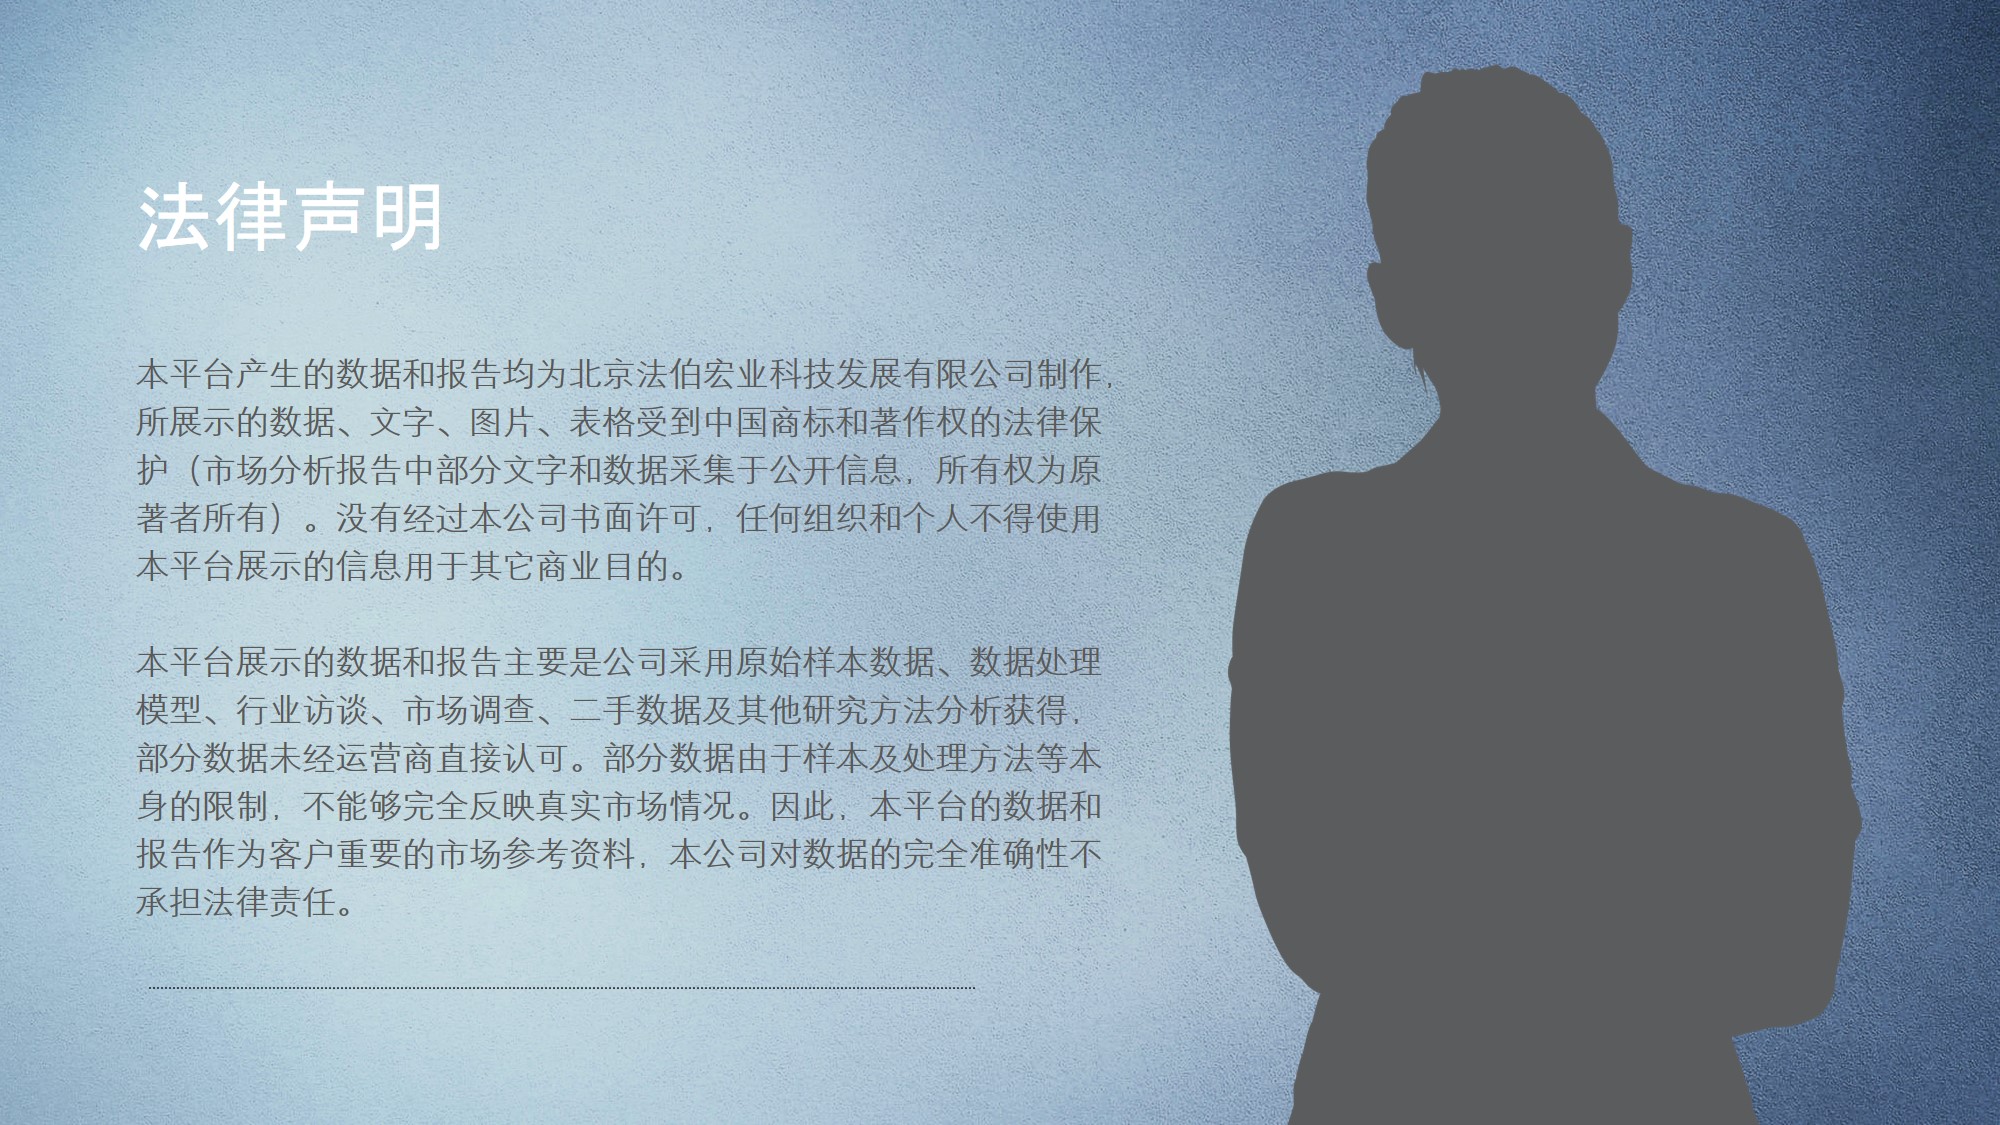 法律声明
本平台产生的数据和报告均为北京法伯宏业科技发展有限公司制作，
所展示的数据、文字、图片、表格受到中国商标和著作权的法律保
护（市场分析报告中部分文字和数据采集于公开信息，所有权为原
著者所有）。没有经过本公司书面许可，任何组织和个人不得使用
本平台展示的信息用于其它商业目的。
本平台展示的数据和报告主要是公司采用原始样本数据、数据处理
模型、行业访谈、市场调查、二手数据及其他研究方法分析获得，
部分数据未经运营商直接认可。部分数据由于样本及处理方法等本
身的限制，不能够完全反映真实市场情况。因此，本平台的数据和
报告作为客户重要的市场参考资料，本公司对数据的完全准确性不
承担法律责任。